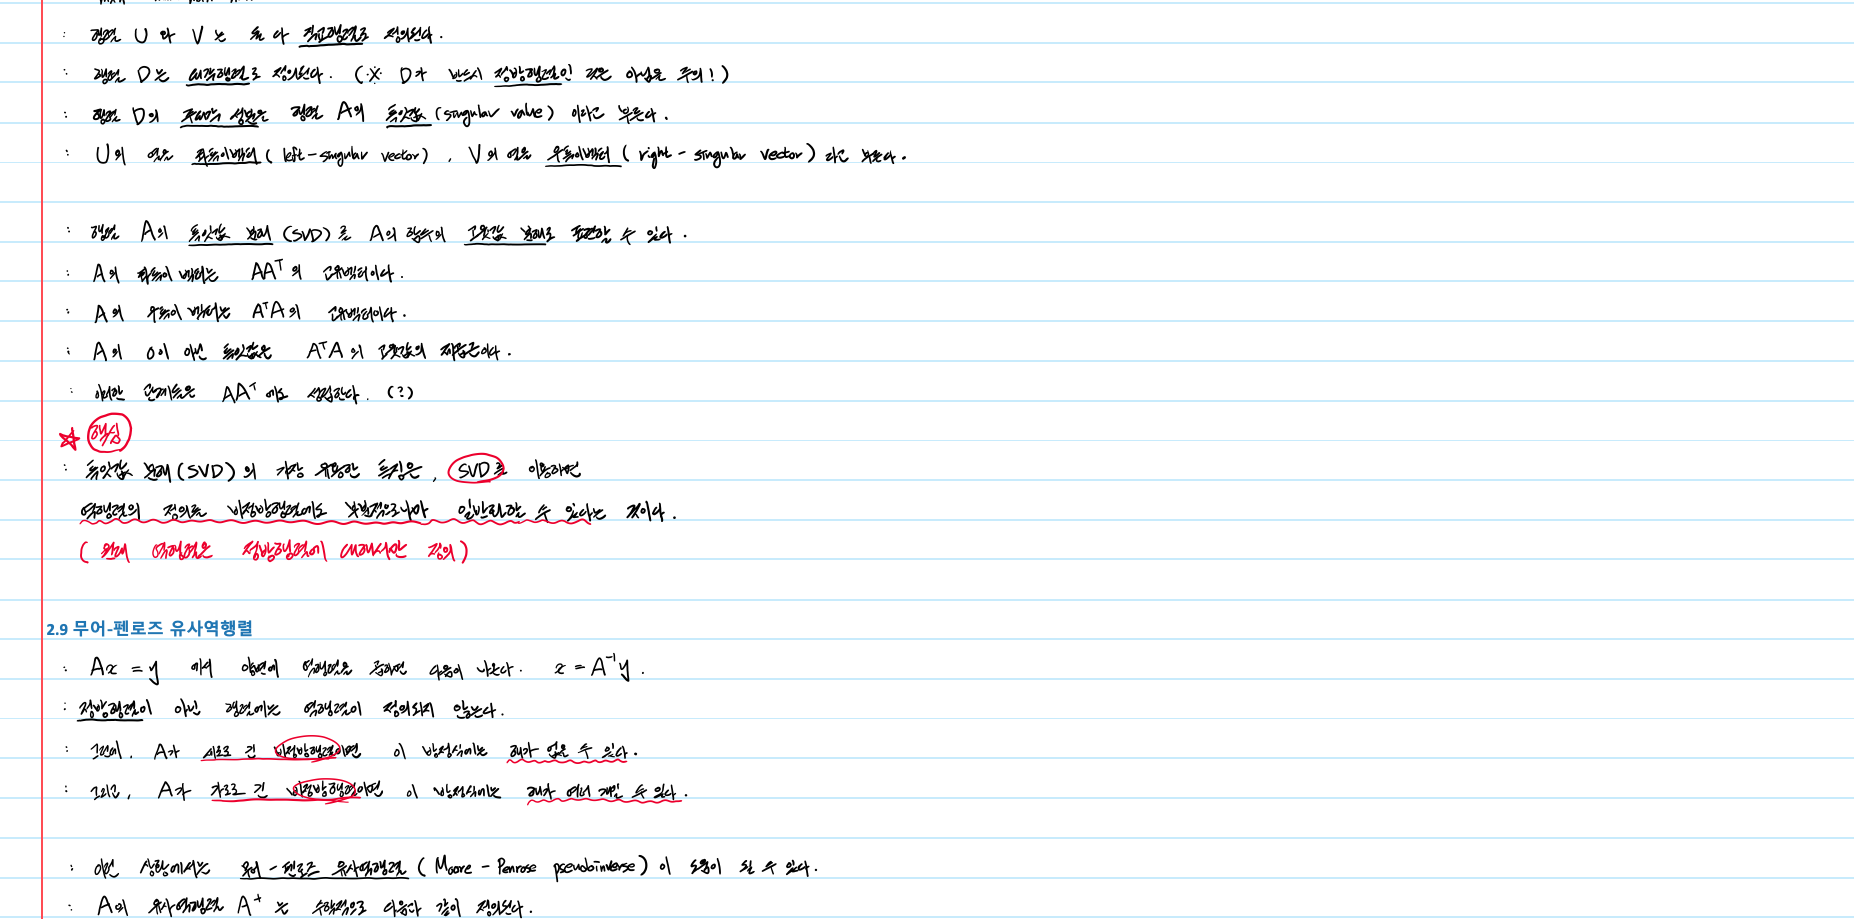 : 행렬 U 와 V 는 둘 다 직교행렬로 정의된다.
: 행렬 D는 대각행렬로 정의된다. (※ D가 반드시 정방행렬인 것은 아님을 주의!)
: 행렬 D의 주대각 성분은 행렬 A의 특잇값 (singular value) 이라고 부른다.
: U의 열을 좌특이벡터 ( left-singular vector ) , V의 열을 우특이벡터 ( right - singular vector ) 라고 부른다.
: 행렬 A의 특잇값 분해 (SVD) 를 A의 함수의 고윳값 분해로 표현할 수 있다.
: A의 좌특이 벡터는 AAᵀ의 고유벡터이다.
: A의 우특이 벡터는 AᵀA의 고유벡터이다.
: A의 0이 아닌 특잇값은 AᵀA의 고윳값의 제곱근이다.
: 이러한 관계들은 AAᵀ에도 성립한다. (?)
☆ 핵심
: 특잇값 분해(SVD)의 가장 유용한 특징은, SVD를 이용하면
역행렬의 정의를 비정방행렬에도 부분적으로나마 일반화할 수 있다는 것이다.
( 원래 역행렬은 정방행렬에 대해서만 정의 )
2.9 무어-펜로즈 유사역행렬
: Ax = y 에서 양변에 역행렬을 곱하면 다음이 나온다. x = A⁻¹y .
: 정방행렬이 아닌 행렬에는 역행렬이 정의되지 않는다.
: 그런데, A가 세로로 긴 비정방행렬이면 이 방정식에는 해가 없을 수 있다.
: 그리고, A가 가로로 긴 비정방행렬이면 이 방정식에는 해가 여러 개일 수 있다.
: 이런 상황에서는 무어 - 펜로즈 유사역행렬 ( Moore - Penrose pseudoinverse ) 이 도움이 될 수 있다.
: A의 유사역행렬 A⁺ 는 수학적으로 다음과 같이 정의된다.